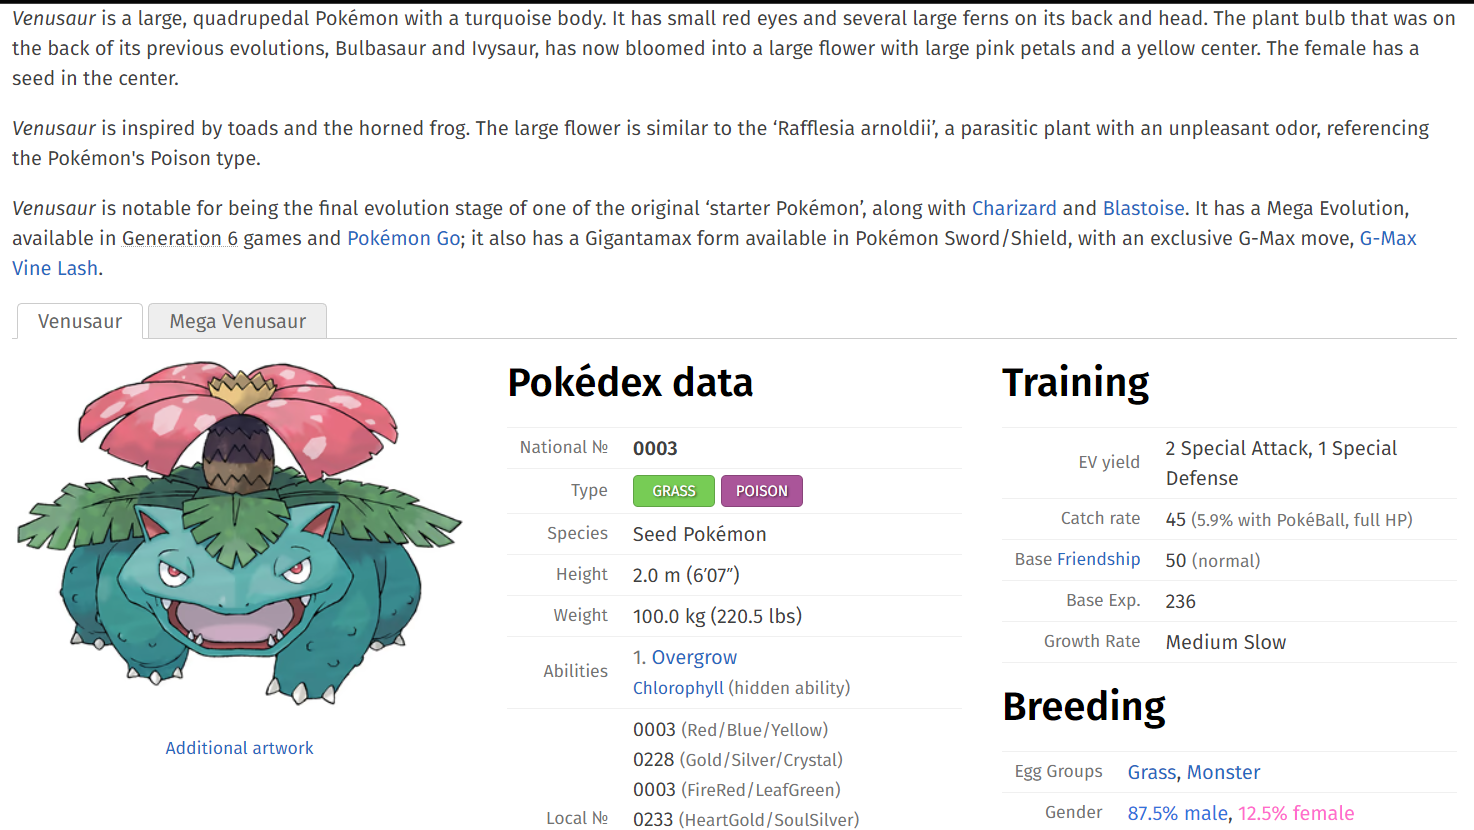 Venusaur is a large, quadrupedal Pokémon with a turquoise body. It has small red eyes and several large ferns on its back and head. The plant bulb that was on
the back of its previous evolutions, Bulbasaur and Ivysaur, has now bloomed into a large flower with large pink petals and a yellow center. The female has a
seed in the center.
Venusaur is inspired by toads and the horned frog. The large flower is similar to the ‘Rafflesia arnoldii’, a parasitic plant with an unpleasant odor, referencing
the Pokémon's Poison type.
Venusaur is notable for being the final evolution stage of one of the original ‘starter Pokémon’, along with Charizard and Blastoise. It has a Mega Evolution,
available in Generation 6 games and Pokémon Go; it also has a Gigantamax form available in Pokémon Sword/Shield, with an exclusive G-Max move, G-Max
Vine Lash.
Venusaur
Mega Venusaur
Additional artwork
Pokédex data
National № 0003
Type GRASS POISON
Species Seed Pokémon
Height 2.0 m (6′07″)
Weight 100.0 kg (220.5 lbs)
Abilities 1. Overgrow
Chlorophyll (hidden ability)
0003 (Red/Blue/Yellow)
0228 (Gold/Silver/Crystal)
0003 (FireRed/LeafGreen)
Local № 0233 (HeartGold/SoulSilver)
Training
EV yield 2 Special Attack, 1 Special
Defense
Catch rate 45 (5.9% with PokéBall, full HP)
Base Friendship 50 (normal)
Base Exp. 236
Growth Rate Medium Slow
Breeding
Egg Groups Grass, Monster
Gender 87.5% male, 12.5% female